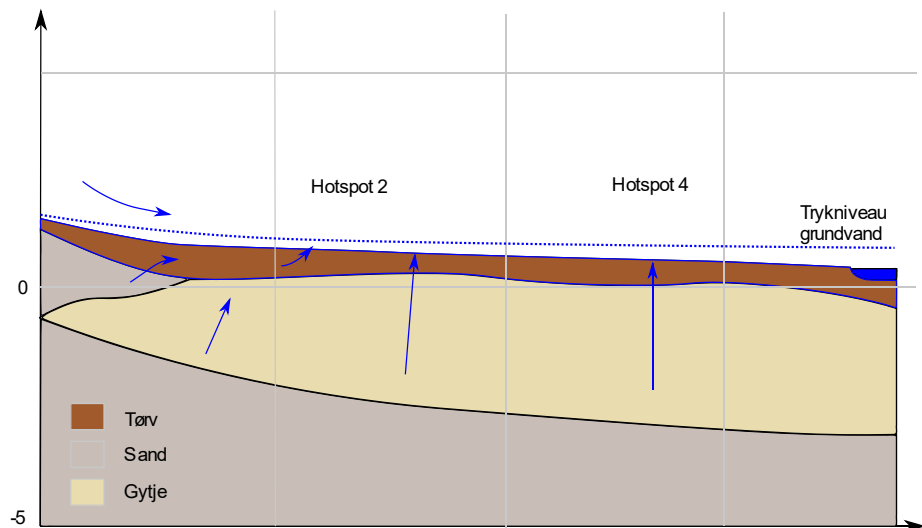 Hotspot 2
Hotspot 4
Trykniveau
grundvand
0
Tørv
Sand
Gytje
-5